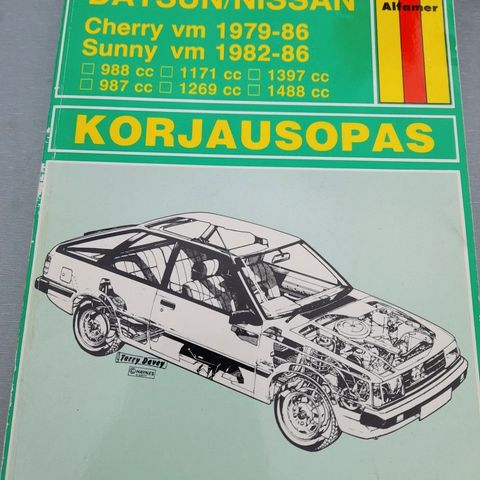 DATSUN/NISSAN
Alfamer
Cherry vm 1979-86
Sunny vm 1982-86
988 cc 1171 cc 1397 cc
987 cc 1269 cc 1488 cc
KORJAUSOPAS
Terry Davey
© HAYNES